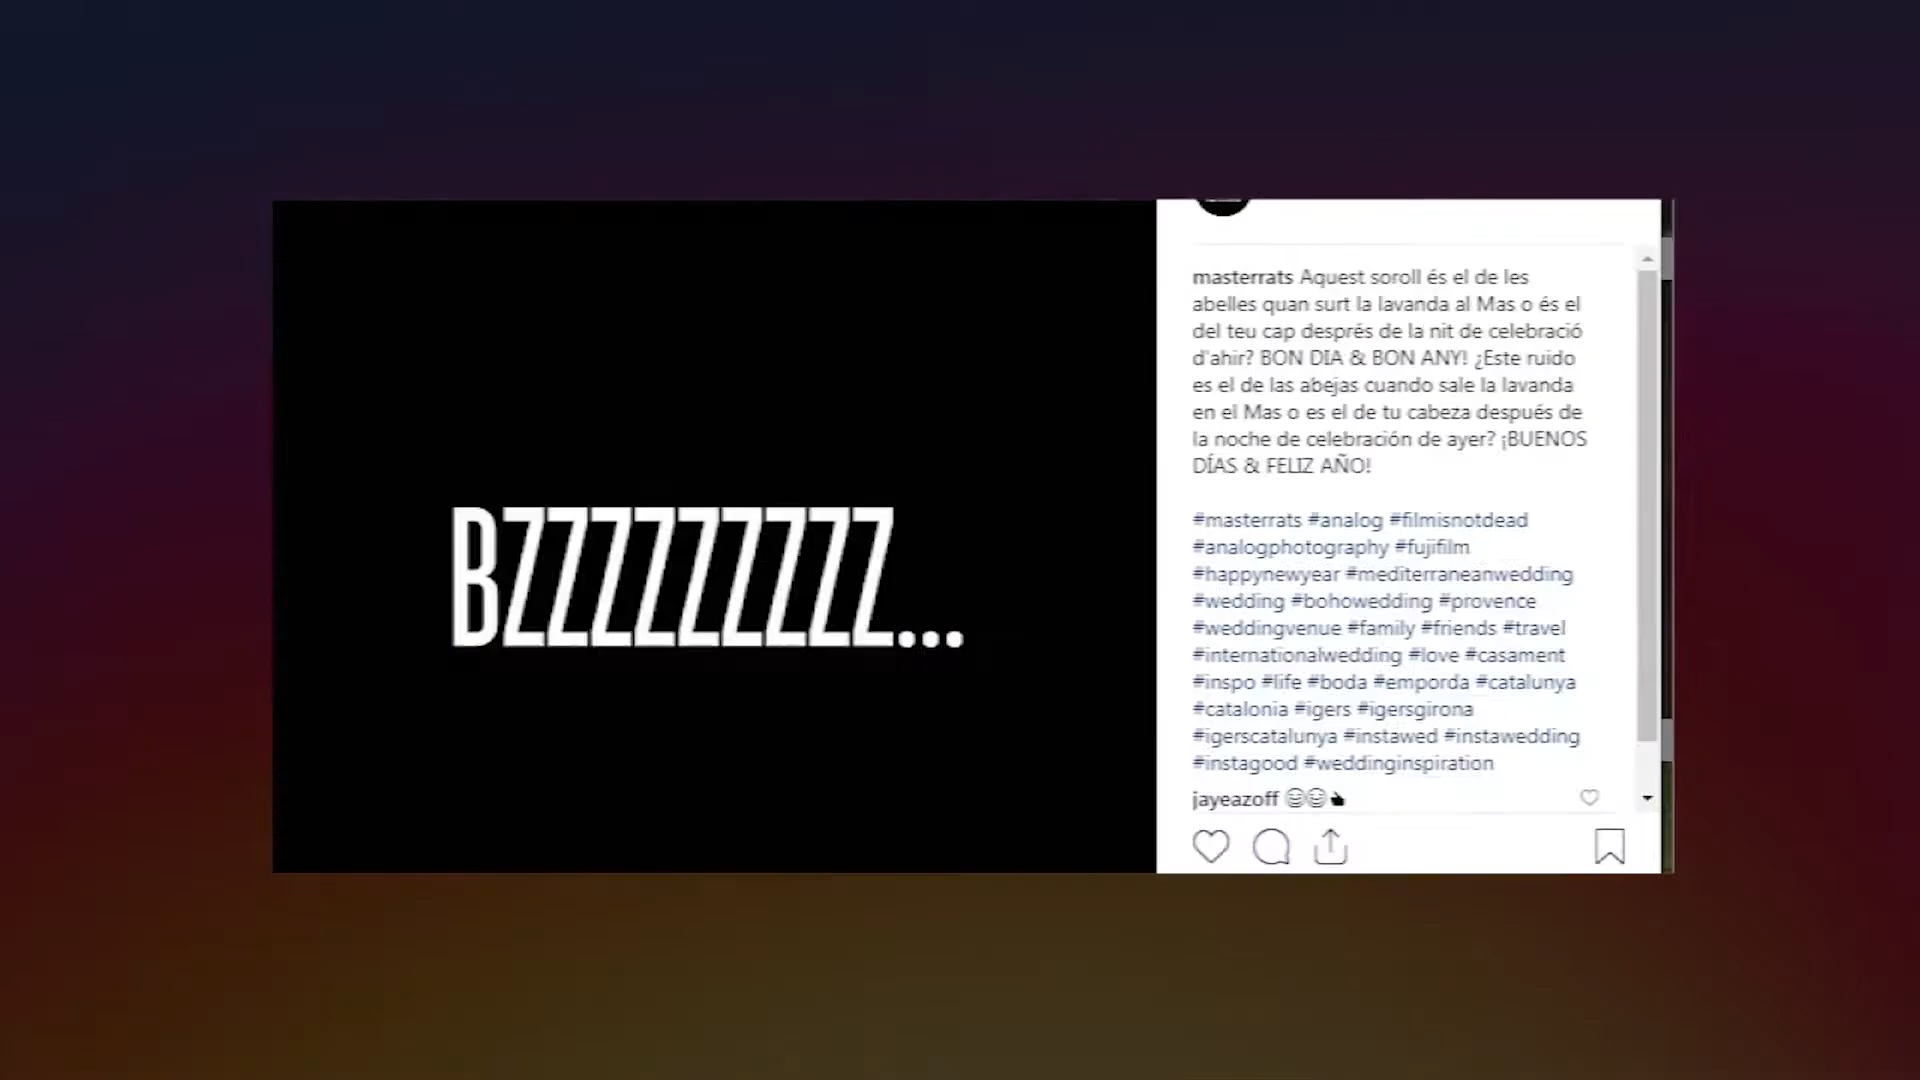 BZZZZZZZZZ...
masterrats Aquest soroll és el de les
abelles quan surt la lavanda al Mas o és el
del teu cap després de la nit de celebració
d'ahir? BON DIA & BON ANY! ¿Este ruido
es el de las abejas cuando sale la lavanda
en el Mas o es el de tu cabeza después de
la noche de celebración de ayer? ¡BUENOS
DÍAS & FELIZ AÑO!
#masterrats #analog #filmisnotdead
#analogphotography #fujifilm
#happynewyear #mediterraneanwedding
#wedding #bohowedding #provence
#weddingvenue #family #friends #travel
#internationalwedding #love #casament
#inspo #life #boda #emporda #catalunya
#catalonia #igers #igersgirona
#igerscatalunya #instawed #instawedding
#instagood #weddinginspiration
jayeazoff 😊😊👍